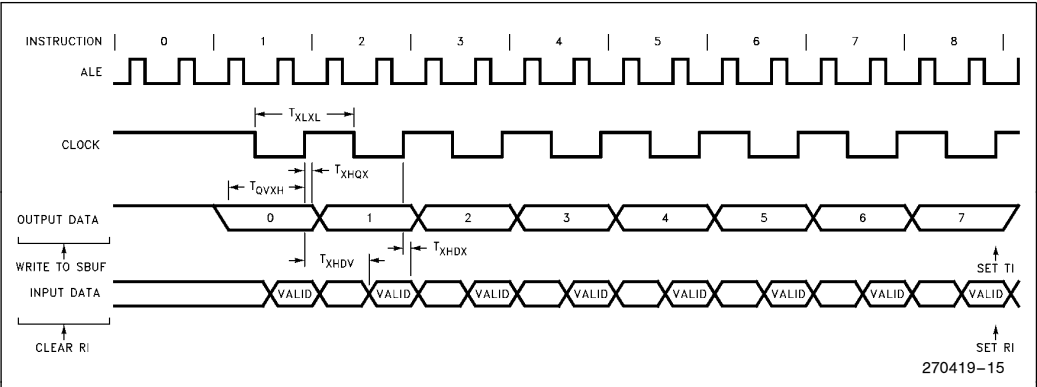 INSTRUCTION | 0 | 1 | 2 | 3 | 4 | 5 | 6 | 7 | 8 |
ALE
TXLXL
CLOCK
TXHQX
TQVXH
OUTPUT DATA 0 1 2 3 4 5 6 7
TXHDV TXHDX
WRITE TO SBUF SET TI
INPUT DATA VALID VALID VALID VALID VALID VALID VALID VALID
CLEAR RI SET RI
270419–15